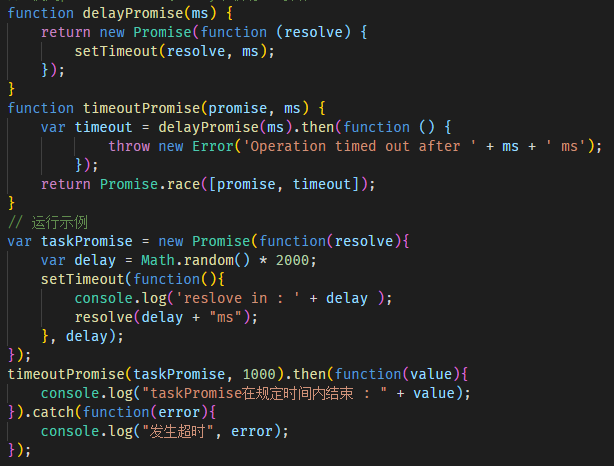 function delayPromise(ms) {
    return new Promise(function (resolve) {
        setTimeout(resolve, ms);
    });
}
function timeoutPromise(promise, ms) {
    var timeout = delayPromise(ms).then(function () {
            throw new Error('Operation timed out after ' + ms + ' ms');
        });
    return Promise.race([promise, timeout]);
}
// 运行示例
var taskPromise = new Promise(function(resolve){
    var delay = Math.random() * 2000;
    setTimeout(function(){
        console.log('reslove in : ' + delay );
        resolve(delay + "ms");
    }, delay);
});
timeoutPromise(taskPromise, 1000).then(function(value){
    console.log("taskPromise在规定时间内结束 : " + value);
}).catch(function(error){
    console.log("发生超时", error);
});